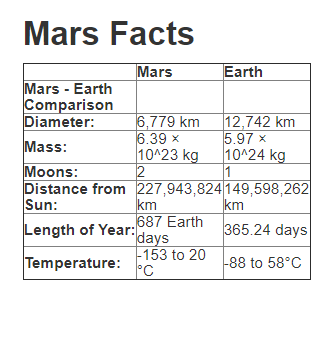 Mars Facts
Mars Earth
Mars - Earth
Comparison
Diameter: 6,779 km 12,742 km
Mass: 6.39 ×
10^23 kg 5.97 ×
10^24 kg
Moons: 2 1
Distance from
Sun: 227,943,824
km 149,598,262
km
Length of Year: 687 Earth
days 365.24 days
Temperature: -153 to 20
°C -88 to 58°C